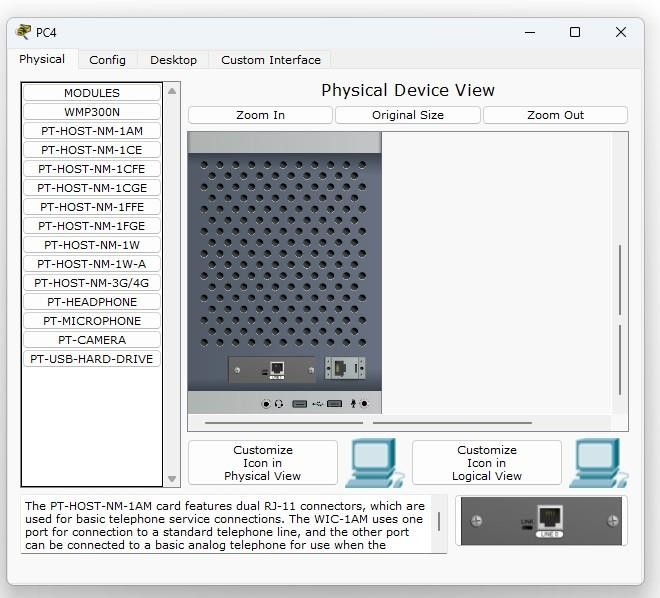 PC4
Physical
Config
Desktop
Custom Interface
MODULES
WMP300N
PT-HOST-NM-1AM
PT-HOST-NM-1CE
PT-HOST-NM-1CFE
PT-HOST-NM-1CGE
PT-HOST-NM-1FFE
PT-HOST-NM-1FGE
PT-HOST-NM-1W
PT-HOST-NM-1W-A
PT-HOST-NM-3G/4G
PT-HEADPHONE
PT-MICROPHONE
PT-CAMERA
PT-USB-HARD-DRIVE
Physical Device View
Zoom In
Original Size
Zoom Out
LINE 0
Customize
Icon in
Physical View
Customize
Icon in
Logical View
The PT-HOST-NM-1AM card features dual RJ-11 connectors, which are
used for basic telephone service connections. The WIC-1AM uses one
port for connection to a standard telephone line, and the other port
can be connected to a basic analog telephone for use when the
LINK
LINE 0